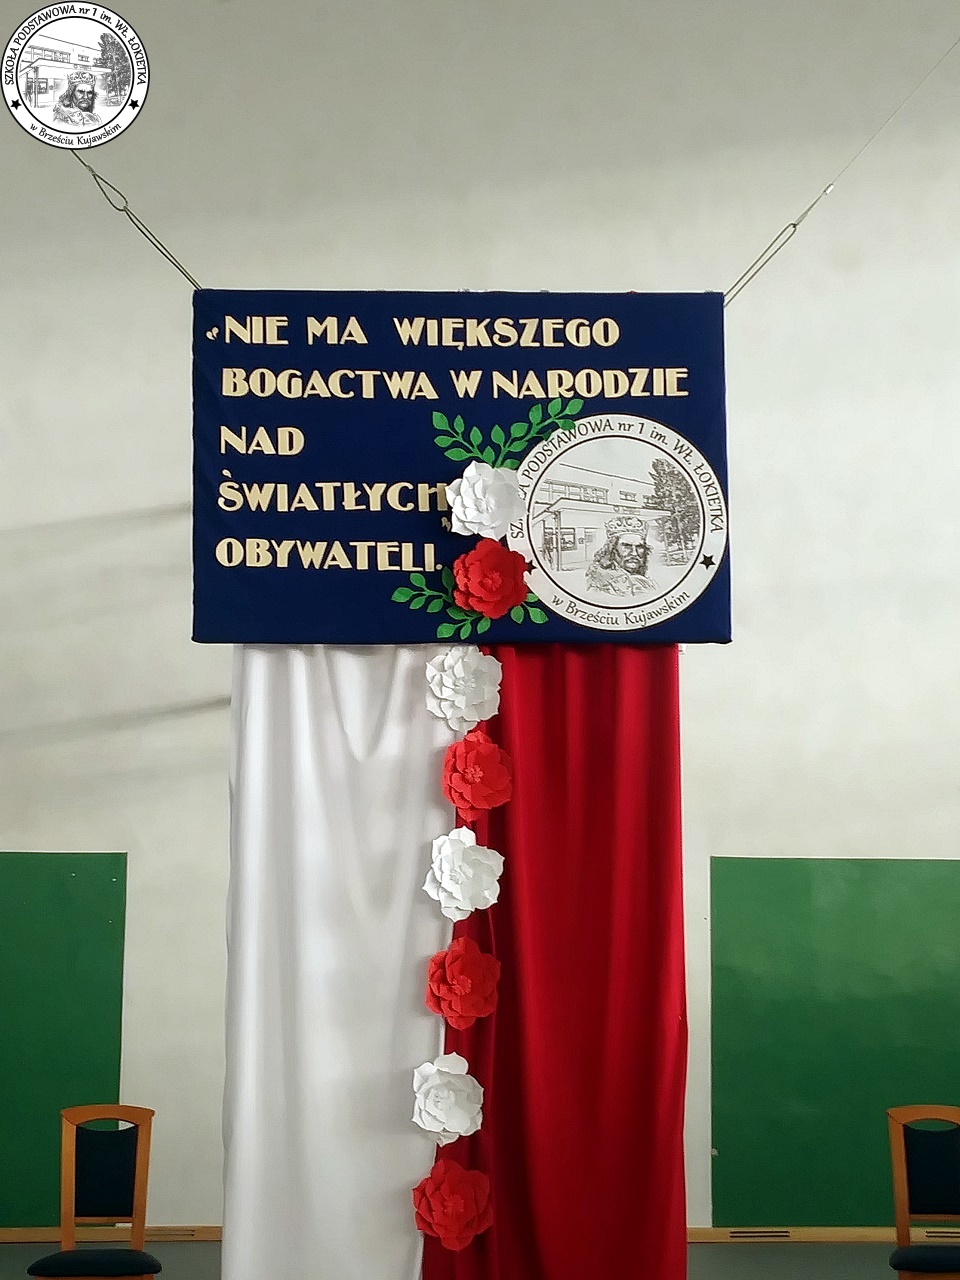 SZKOŁA PODSTAWOWA nr 1 im. WŁ. ŁOKIETKA
w Brześciu Kujawskim
„NIE MA WIĘKSZEGO
BOGACTWA W NARODZIE
NAD
ŚWIATŁYCH
OBYWATELI.
PODSTAWOWA nr 1 im. WŁ. ŁOKIETKA
w Brześciu Kujawskim